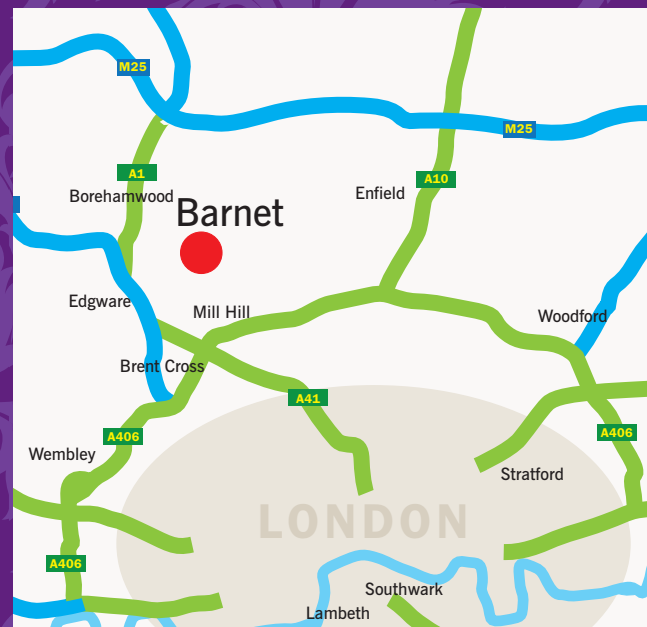 M25
M25
A1
A10
Borehamwood
Enfield
Barnet
Edgware
Mill Hill
Woodford
Brent Cross
A41
A406
A406
Wembley
Stratford
LONDON
A406
Southwark
Lambeth